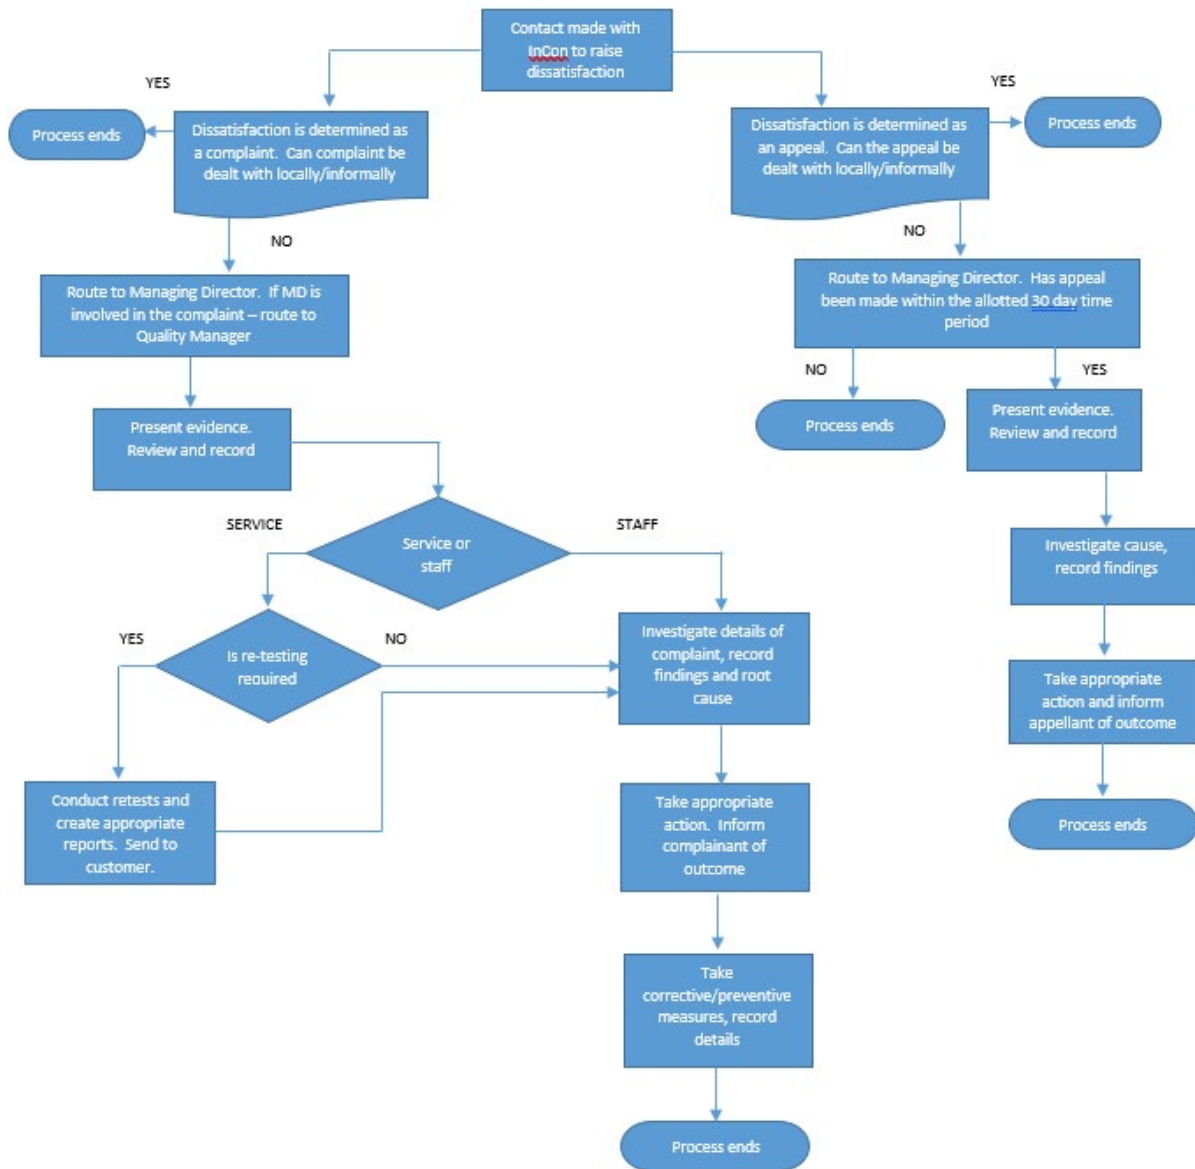 Contact made with
InCon to raise
dissatisfaction
YES
YES
Process ends
Dissatisfaction is determined as
a complaint. Can complaint be
dealt with locally/informally
Dissatisfaction is determined as
an appeal. Can the appeal be
dealt with locally/informally
Process ends
NO
NO
Route to Managing Director. If MD is
involved in the complaint – route to
Quality Manager
Route to Managing Director. Has appeal
been made within the allotted 30 day time
period
NO
YES
Present evidence.
Review and record
Process ends
Present evidence.
Review and record
SERVICE
STAFF
Service or
staff
Investigate cause,
record findings
YES
NO
Is re-testing
required
Investigate details of
complaint, record
findings and root
cause
Take appropriate
action and inform
appellant of outcome
Conduct retests and
create appropriate
reports. Send to
customer.
Take appropriate
action. Inform
complainant of
outcome
Process ends
Take
corrective/preventive
measures, record
details
Process ends